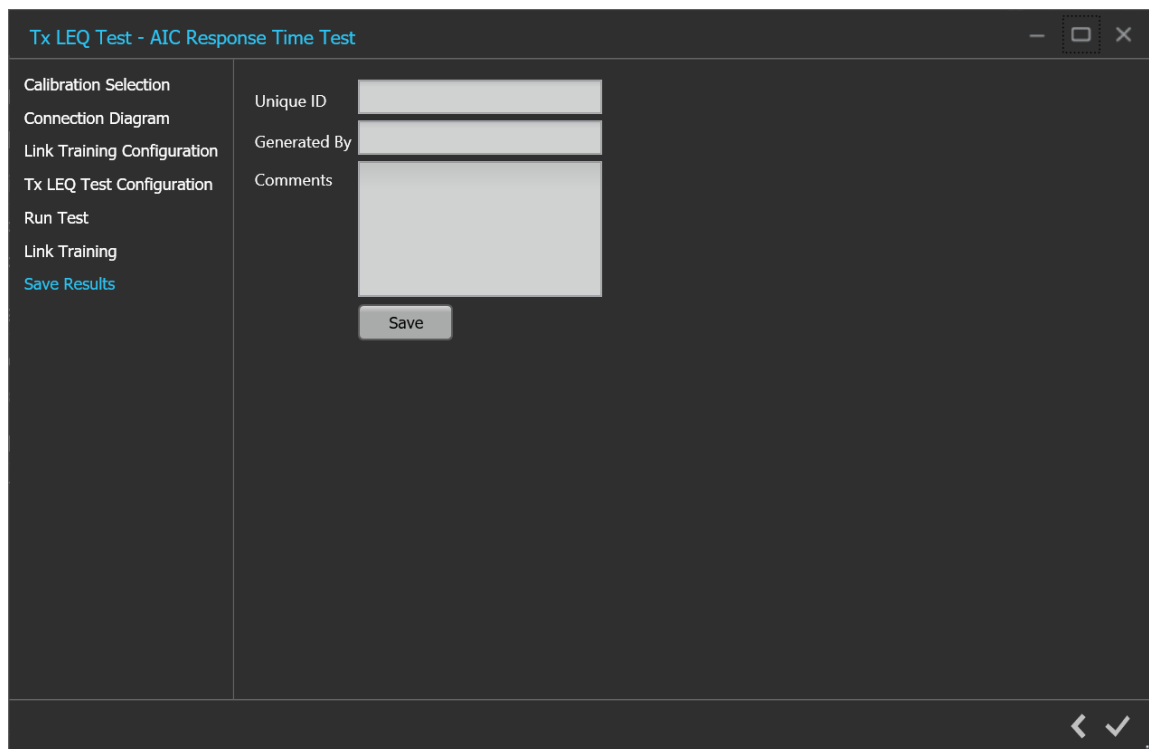 Tx LEQ Test - AIC Response Time Test
Calibration Selection
Connection Diagram
Link Training Configuration
Tx LEQ Test Configuration
Run Test
Link Training
Save Results
Unique ID
Generated By
Comments
Save